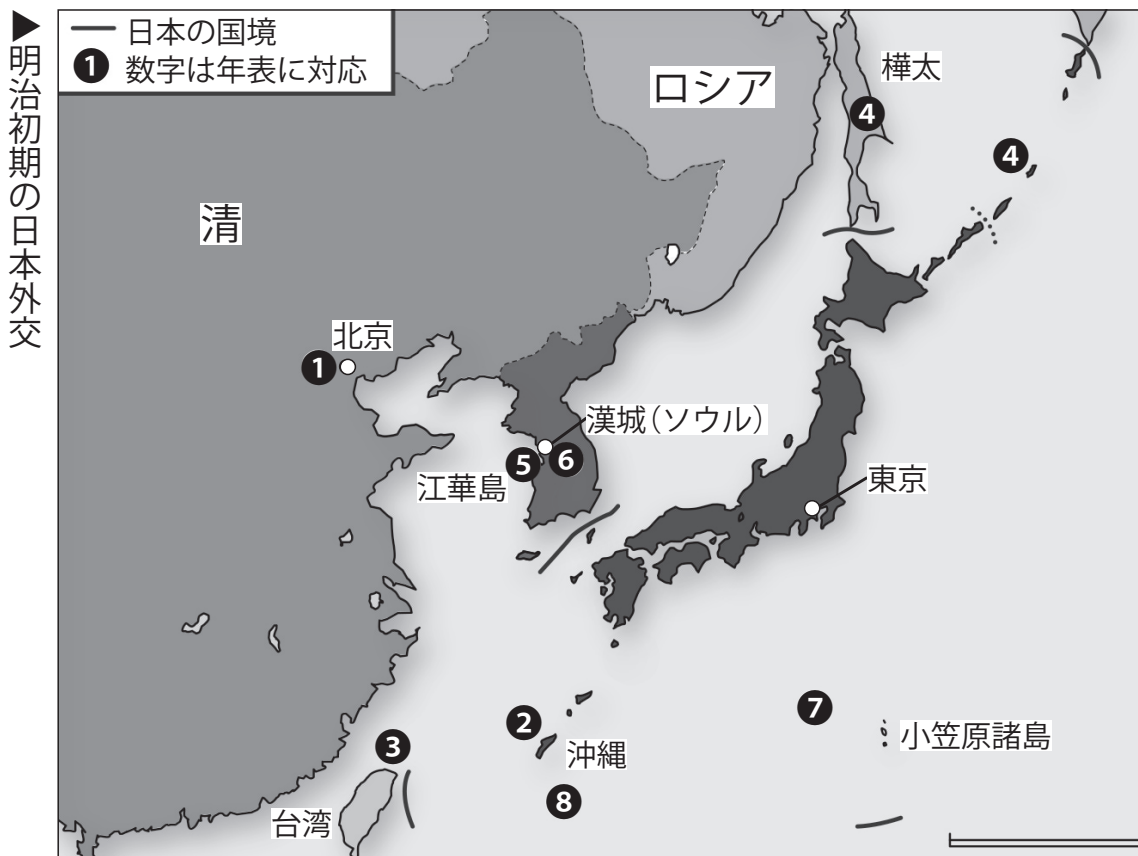 ▶明治初期の日本外交
日本の国境
❶ 数字は年表に対応
ロシア
樺太
❹
❹
清
北京
❶
漢城(ソウル)
❺ ❻
江華島
東京
❷
沖縄
❼
小笠原諸島
❸
台湾
❽